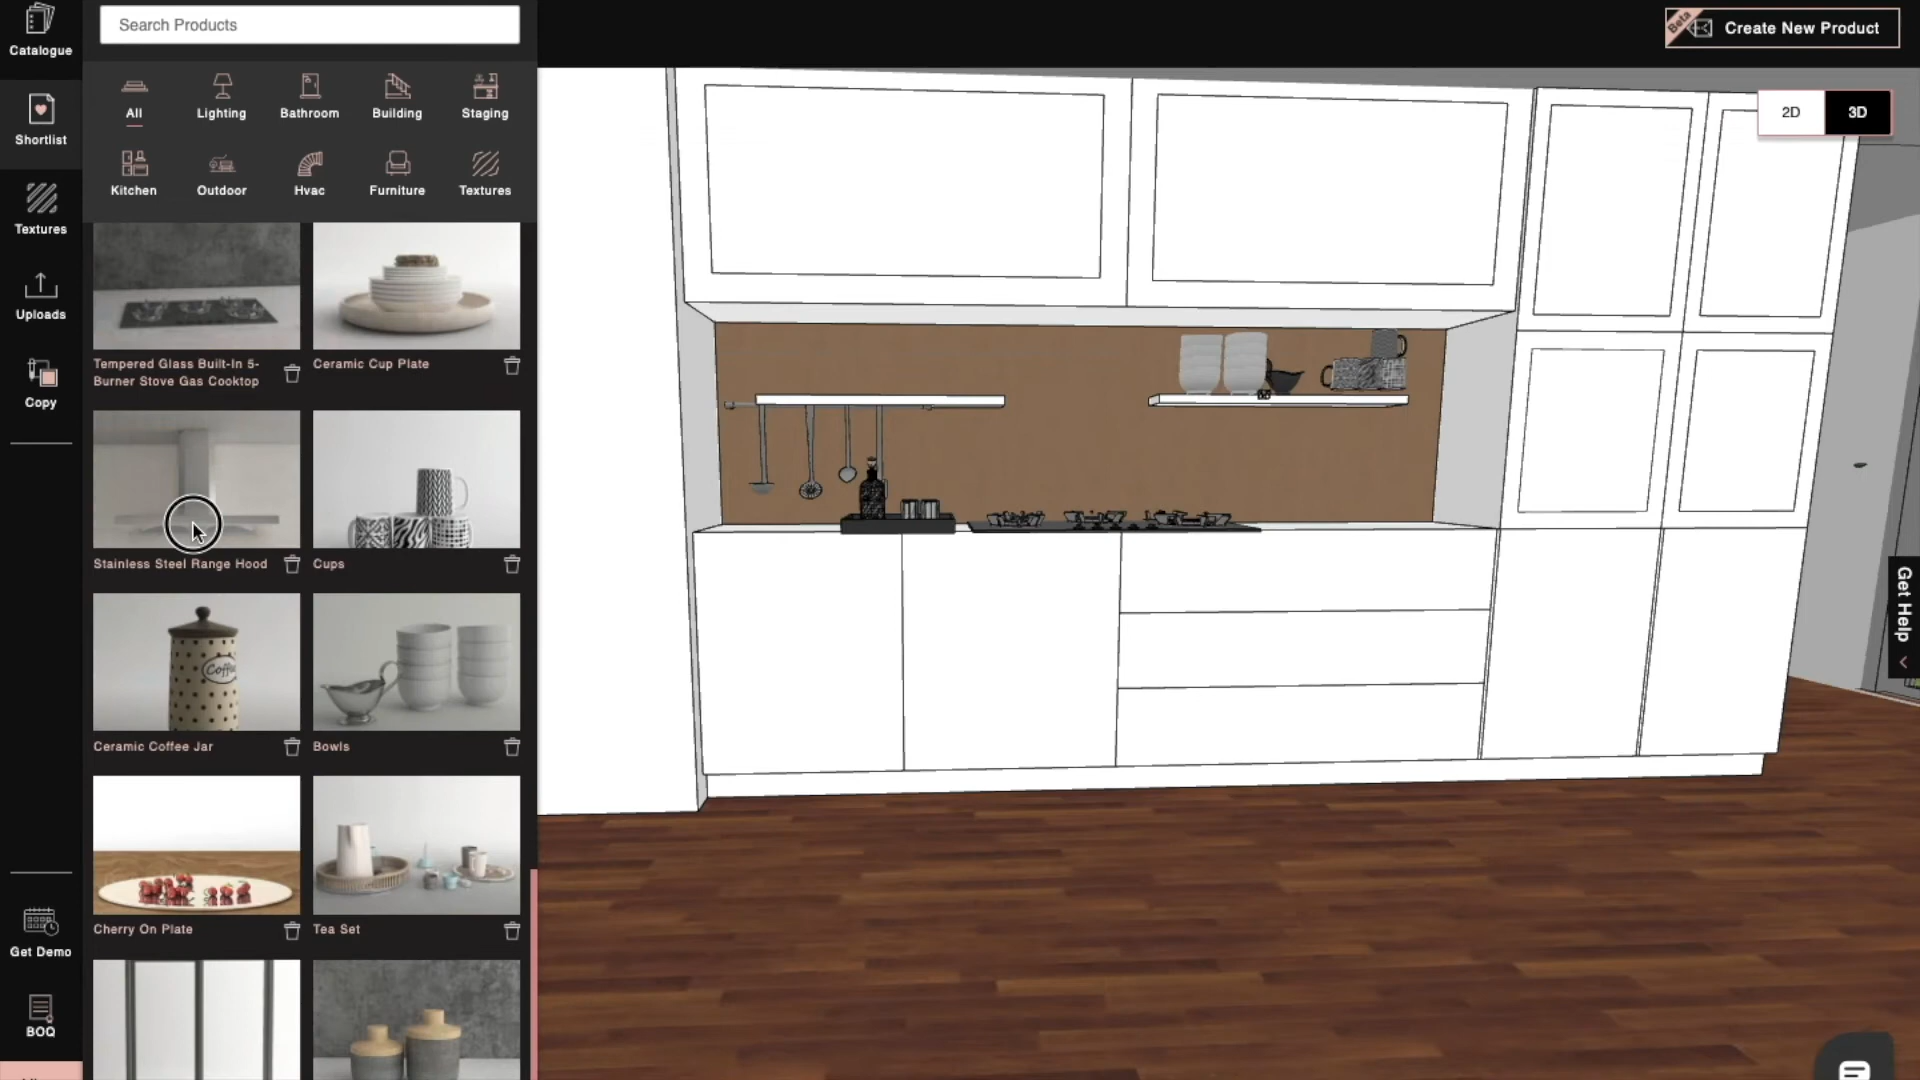 Catalogue
Search Products
Beta
Create New Product
All
Lighting
Bathroom
Building
Staging
2D
3D
Shortlist
Kitchen
Outdoor
Hvac
Furniture
Textures
Textures
Uploads
Tempered Glass Built-In 5-
Burner Stove Gas Cooktop
Ceramic Cup Plate
Copy
Stainless Steel Range Hood
Cups
Get Help
Coffe
Ceramic Coffee Jar
Bowls
Cherry On Plate
Tea Set
Get Demo
BOQ